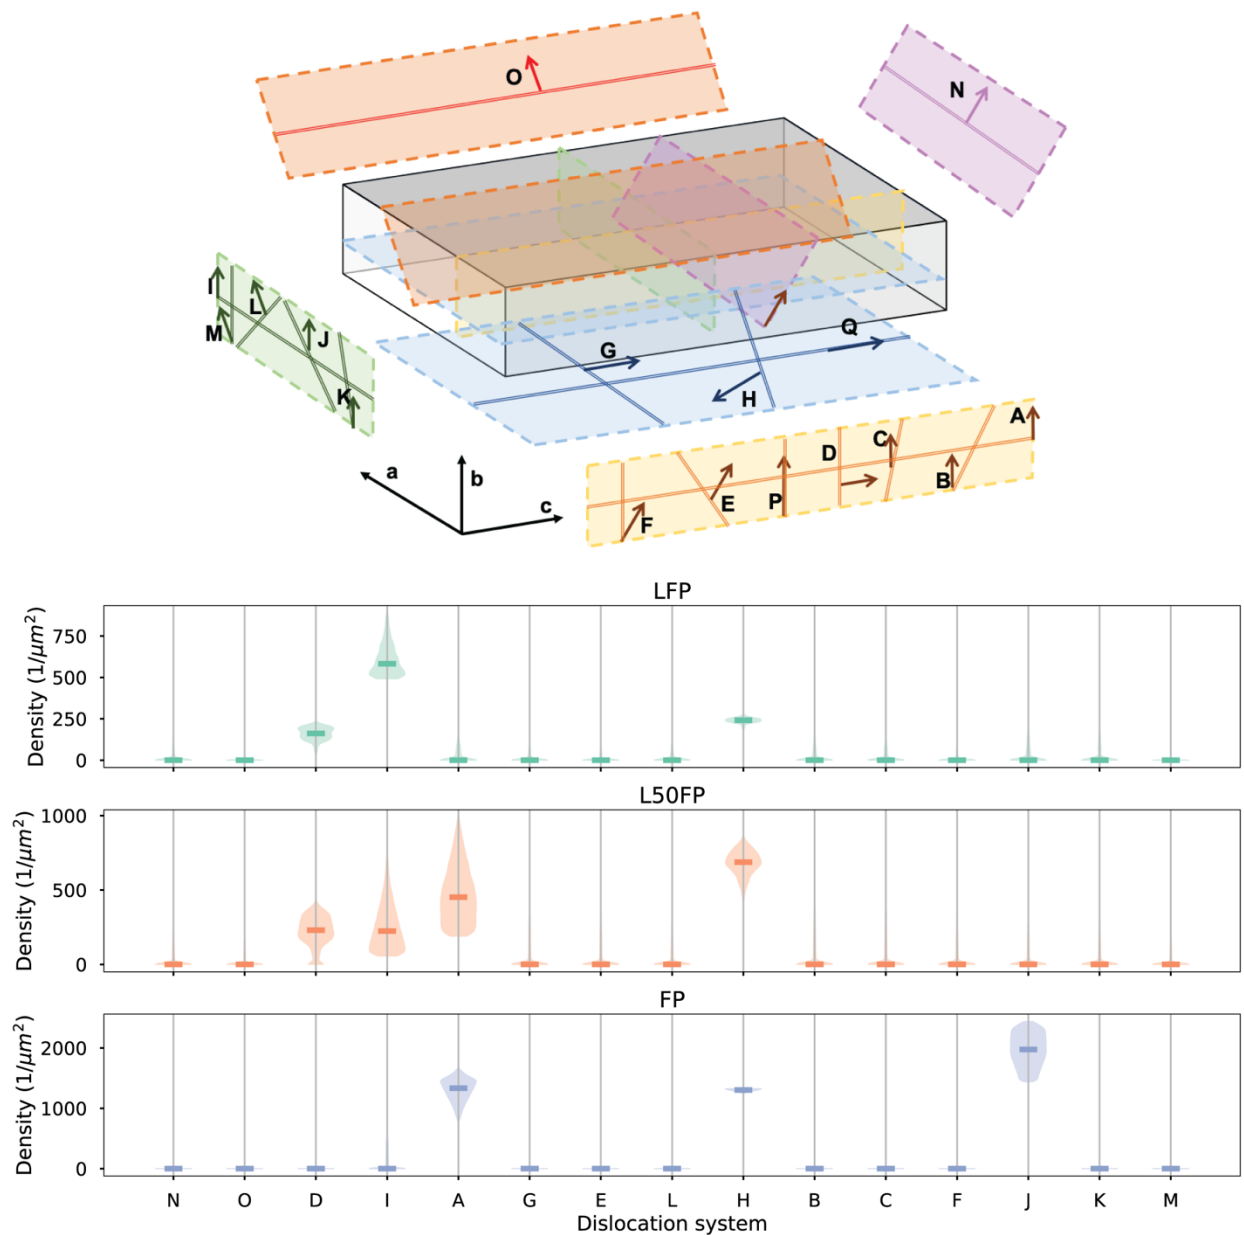 O
N
I
L
M
J
K
G
Q
H
A
C
D
B
E
P
F
a
b
c
LFP
Density (1/μm²)
750
500
250
0
L50FP
Density (1/μm²)
1000
500
0
FP
Density (1/μm²)
2000
1000
0
N O D I A G E L H B C F J K M
Dislocation system